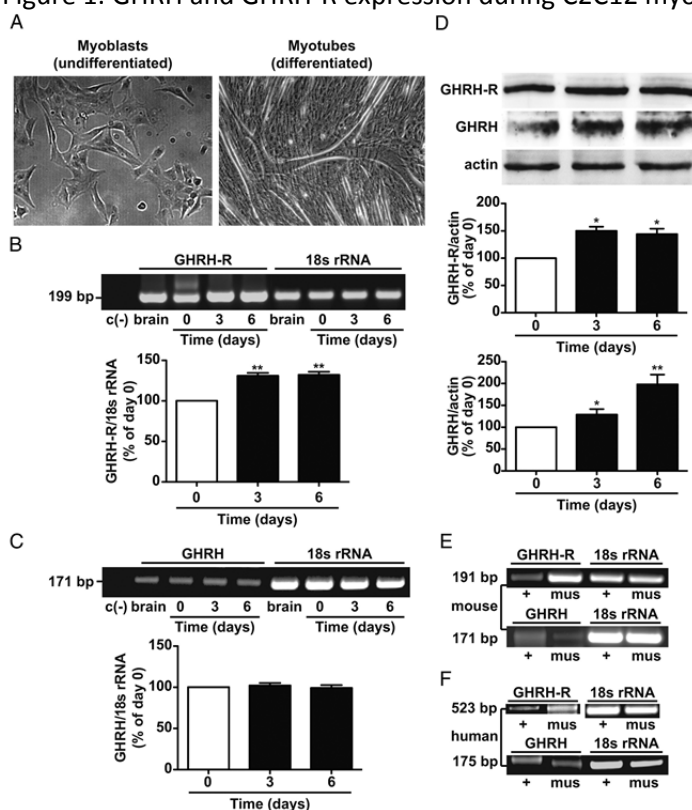 Figure 1. GHRH and GHRH-R expression during C2C12 myo
A
Myoblasts
(undifferentiated)
Myotubes
(differentiated)
B
GHRH-R 18s rRNA
199 bp
c(-) brain 0 3 6 brain 0 3 6
Time (days) Time (days)
GHRH-R/18s rRNA
(% of day 0)
150
100
50
0
** **
0 3 6
Time (days)
C
GHRH 18s rRNA
171 bp
c(-) brain 0 3 6 brain 0 3 6
Time (days) Time (days)
GHRH/18s rRNA
(% of day 0)
150
100
50
0
0 3 6
Time (days)
D
GHRH-R
GHRH
actin
GHRH-R/actin
(% of day 0)
200
150
100
50
0
* *
0 3 6
Time (days)
GHRH/actin
(% of day 0)
250
200
150
100
50
0
* **
0 3 6
Time (days)
E
GHRH-R 18s rRNA
191 bp
+ mus + mus
mouse
GHRH 18s rRNA
171 bp
+ mus + mus
F
GHRH-R 18s rRNA
523 bp
+ mus + mus
human
GHRH 18s rRNA
175 bp
+ mus + mus